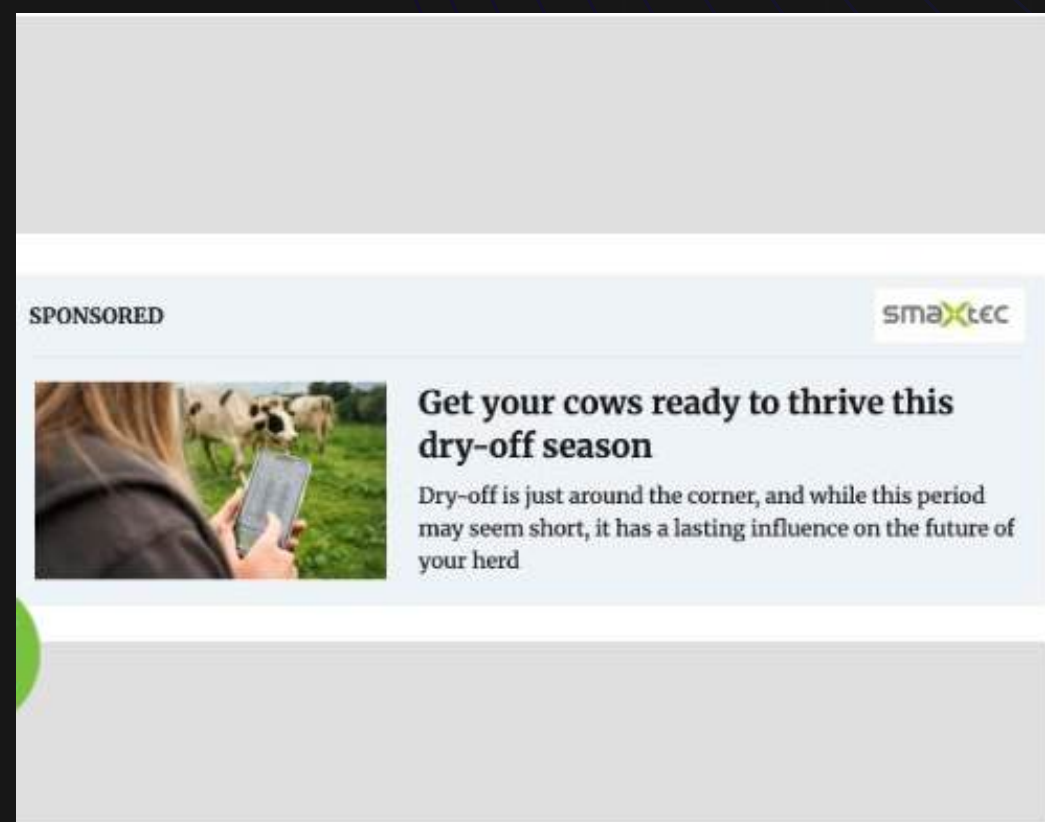 SPONSORED
smaXtec
Get your cows ready to thrive this
dry-off season
Dry-off is just around the corner, and while this period
may seem short, it has a lasting influence on the future of
your herd